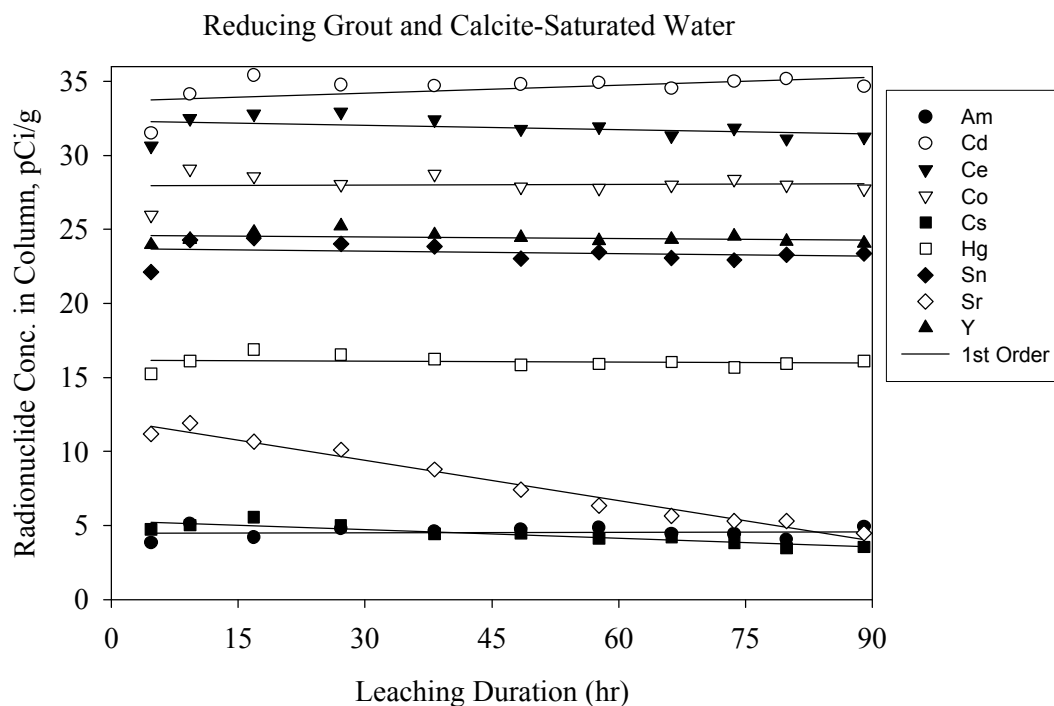 Reducing Grout and Calcite-Saturated Water
Radionuclide Conc. in Column, pCi/g
35
30
25
20
15
10
5
0
0 15 30 45 60 75 90
Leaching Duration (hr)
Am
Cd
Ce
Co
Cs
Hg
Sn
Sr
Y
1st Order